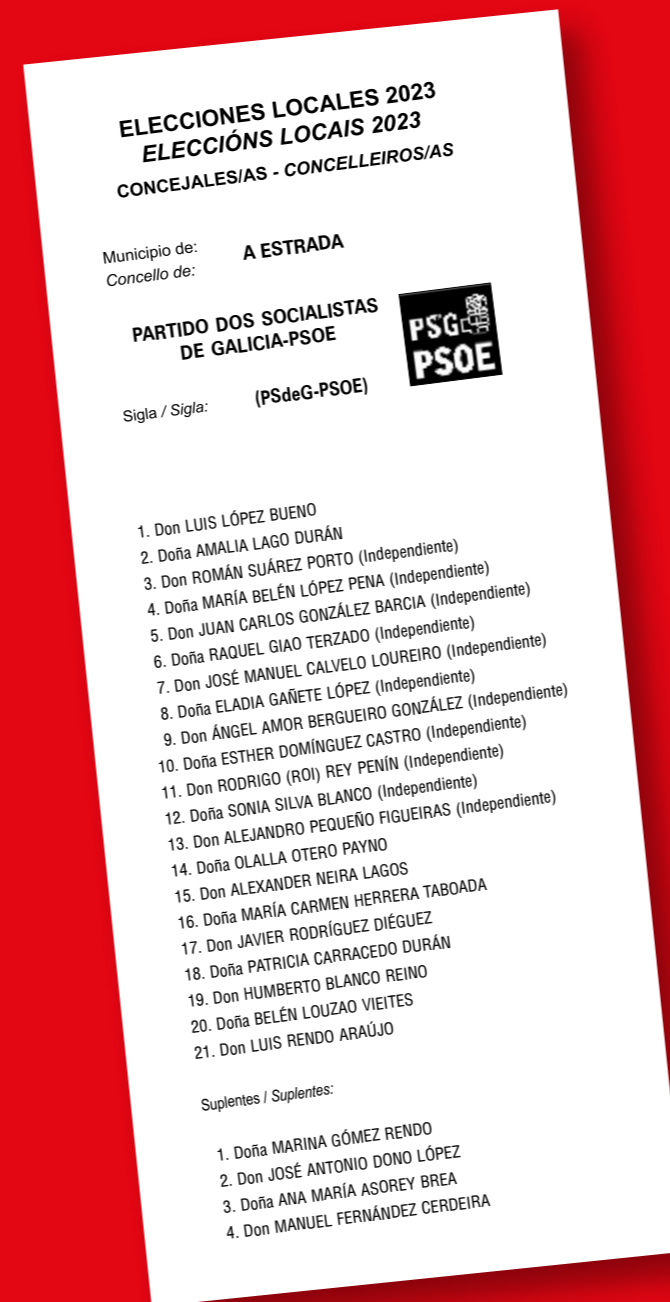 ELECCIONES LOCALES 2023
ELECCIÓNS LOCAIS 2023
CONCEJALES/AS - CONCELLEIROS/AS
Municipio de:
Concello de:
A ESTRADA
PARTIDO DOS SOCIALISTAS
DE GALICIA-PSOE
PSG
PSOE
Sigla / Sigla:
(PSdeG-PSOE)
1. Don LUIS LÓPEZ BUENO
2. Doña AMALIA LAGO DURÁN
3. Don ROMÁN SUÁREZ PORTO (Independiente)
4. Doña MARÍA BELÉN LÓPEZ PENA (Independiente)
5. Don JUAN CARLOS GONZÁLEZ BARCIA (Independiente)
6. Doña RAQUEL GIAO TERZADO (Independiente)
7. Don JOSÉ MANUEL CALVELO LOUREIRO (Independiente)
8. Doña ELADIA GAÑETE LÓPEZ (Independiente)
9. Don ÁNGEL AMOR BERGUEIRO GONZÁLEZ (Independiente)
10. Doña ESTHER DOMÍNGUEZ CASTRO (Independiente)
11. Don RODRIGO (ROI) REY PENÍN (Independiente)
12. Doña SONIA SILVA BLANCO (Independiente)
13. Don ALEJANDRO PEQUEÑO FIGUEIRAS (Independiente)
14. Doña OLALLA OTERO PAYNO
15. Don ALEXANDER NEIRA LAGOS
16. Doña MARÍA CARMEN HERRERA TABOADA
17. Don JAVIER RODRÍGUEZ DIÉGUEZ
18. Doña PATRICIA CARRACEDO DURÁN
19. Don HUMBERTO BLANCO REINO
20. Doña BELÉN LOUZAO VIEITES
21. Don LUIS RENDO ARAÚJO
Suplentes / Suplentes:
1. Doña MARINA GÓMEZ RENDO
2. Don JOSÉ ANTONIO DONO LÓPEZ
3. Doña ANA MARÍA ASOREY BREA
4. Don MANUEL FERNÁNDEZ CERDEIRA